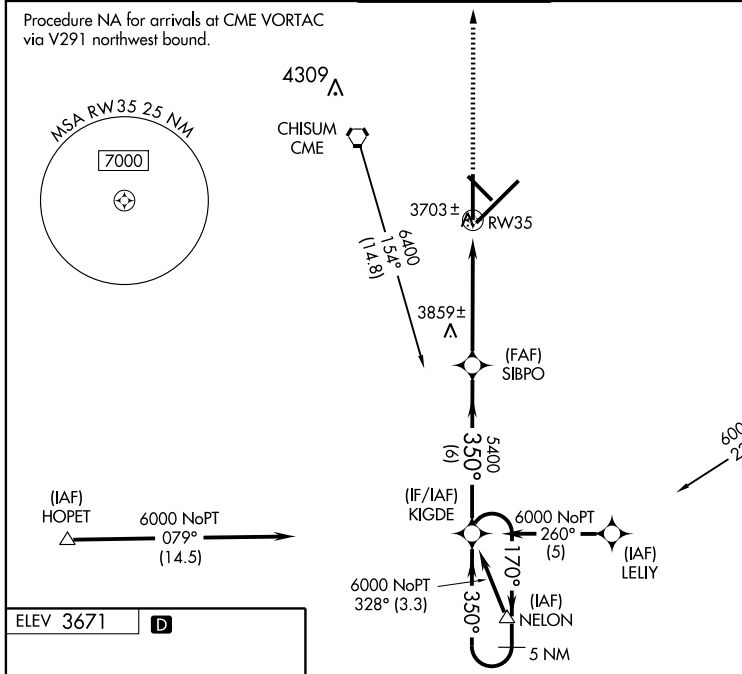 Procedure NA for arrivals at CME VORTAC
via V291 northwest bound.
MSA RW35 25 NM
7000
4309
CHISUM
CME
6400
154°
(14.8)
3703±
RW35
3859±
(FAF)
SIBPO
5400
350°
(6)
(IAF)
HOPET
6000 NoPT
079°
(14.5)
(IF/IAF)
KIGDE
6000 NoPT
260°
(5)
(IAF)
LELIY
170°
6000 NoPT
328° (3.3)
350°
(IAF)
NELON
5 NM
ELEV 3671
D